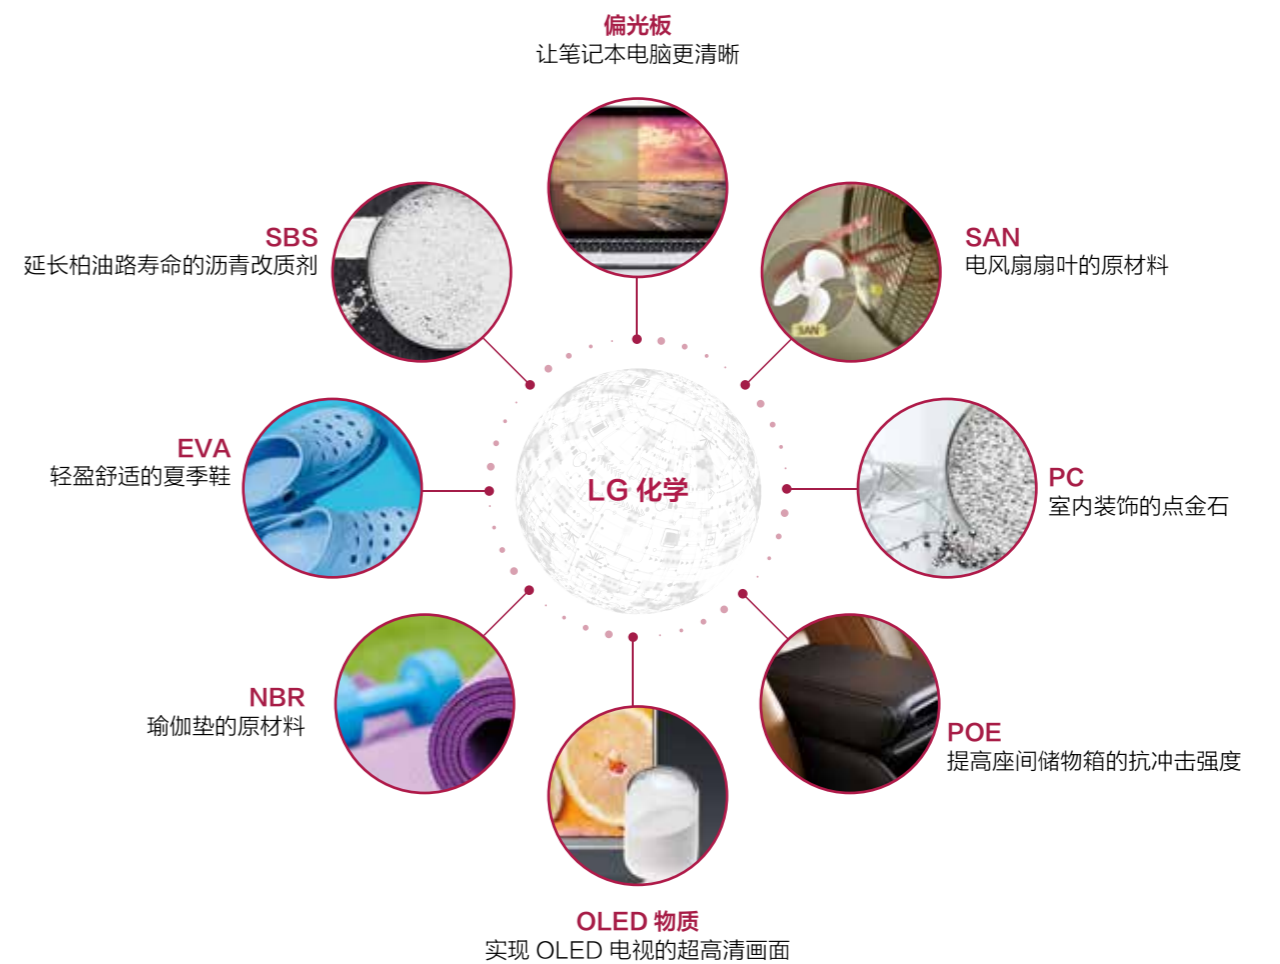 偏光板
让笔记本电脑更清晰
SBS
延长柏油路寿命的沥青改质剂
SAN
电风扇扇叶的原材料
SAN
EVA
轻盈舒适的夏季鞋
LG 化学
PC
室内装饰的点金石
NBR
瑜伽垫的原材料
POE
提高座间储物箱的抗冲击强度
OLED 物质
实现 OLED 电视的超高清画面